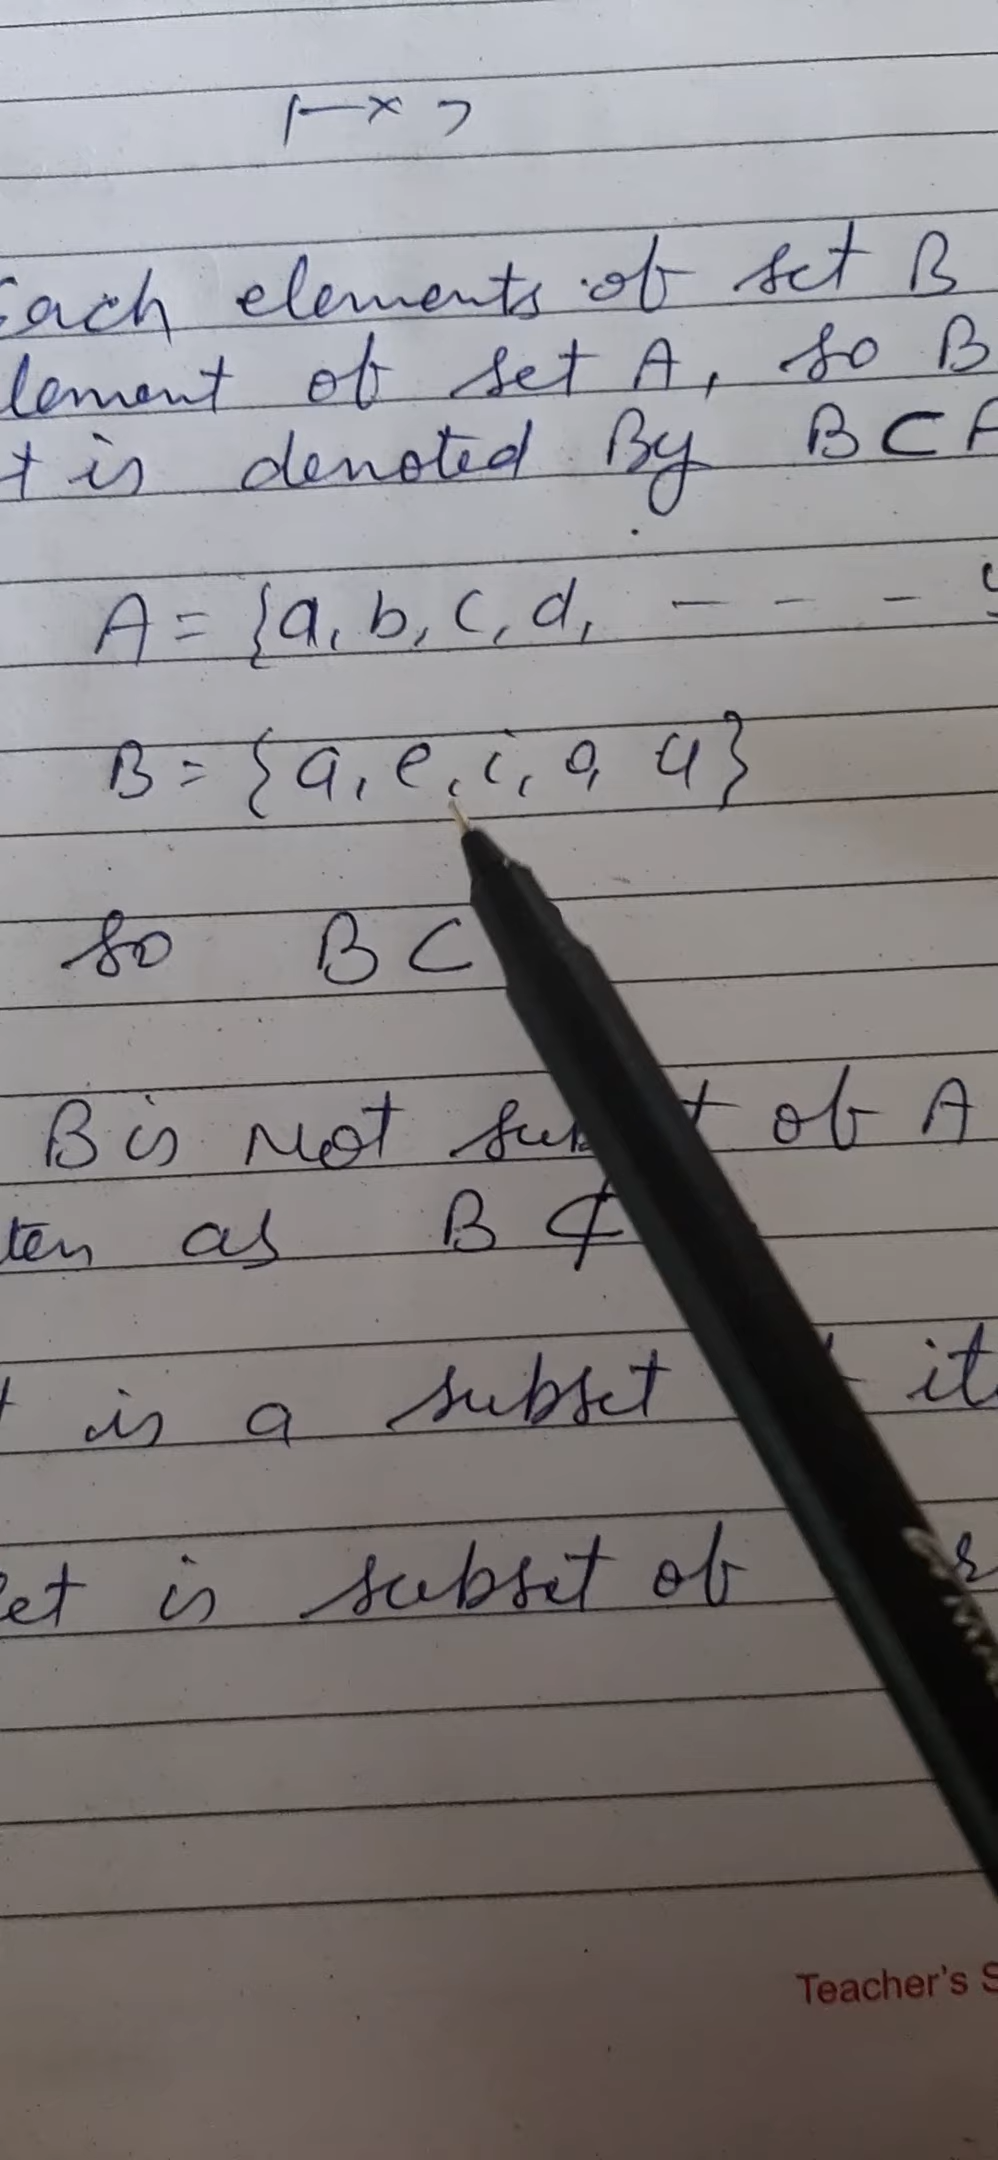 Each elements of set B
lement of set A, so B
t is denoted By B ⊂ A
A = {a, b, c, d, - - - y
B = {a, e, i, o, u}
so B ⊂
B is Not sub t of A
ten as B ⊄
t is a subset it
et is subset of
Teacher's S